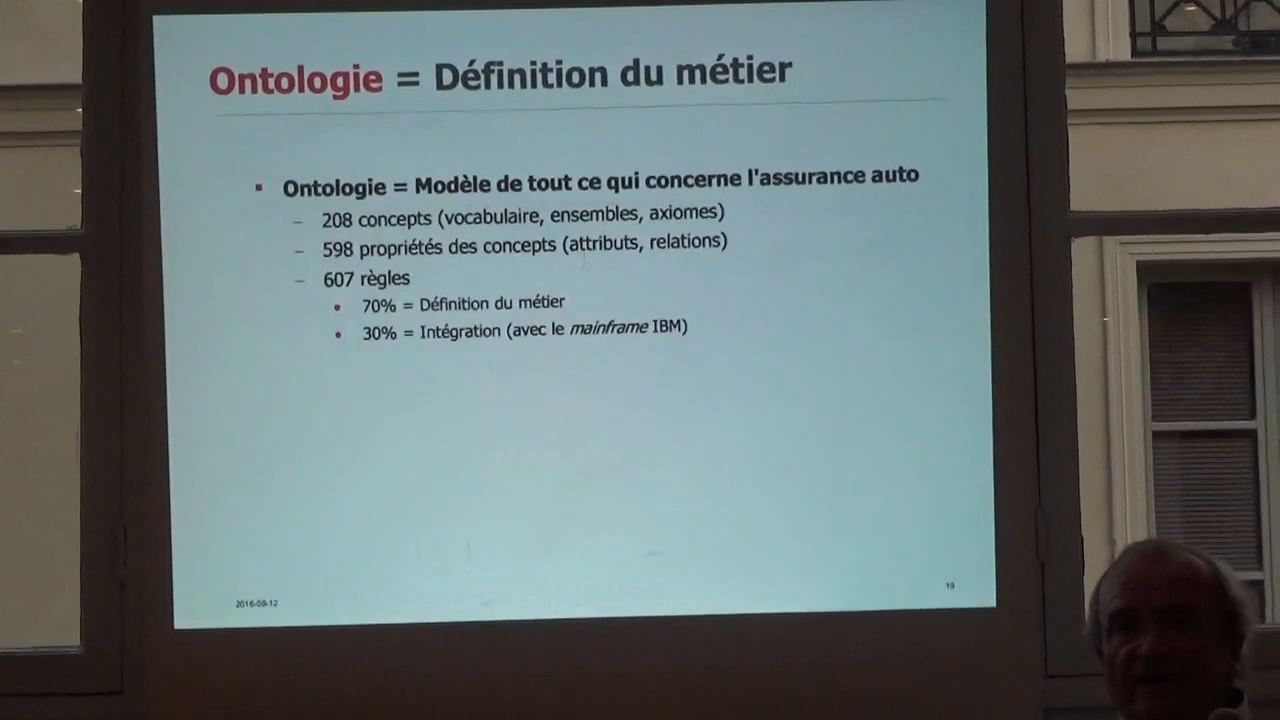 Ontologie = Définition du métier
▪ Ontologie = Modèle de tout ce qui concerne l'assurance auto
– 208 concepts (vocabulaire, ensembles, axiomes)
– 598 propriétés des concepts (attributs, relations)
– 607 règles
• 70% = Définition du métier
• 30% = Intégration (avec le mainframe IBM)
2016-09-12
19